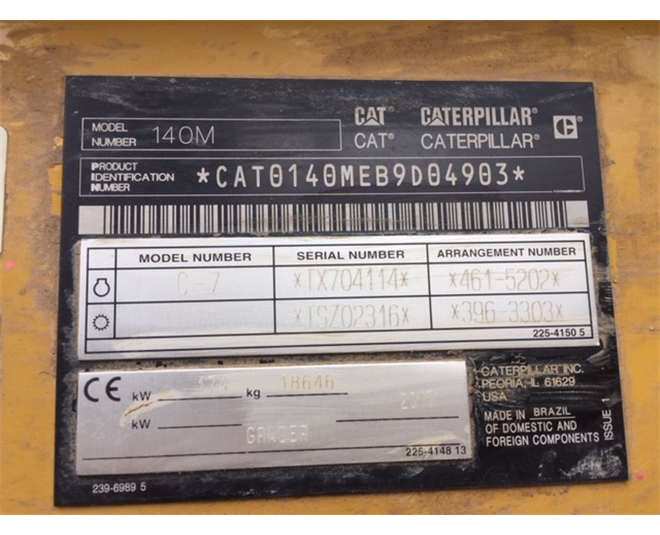 CAT CATERPILLAR®
MODEL NUMBER 140M CAT® CATERPILLAR® C
PRODUCT IDENTIFICATION NUMBER *CAT0140MEB9D04903*
MODEL NUMBER SERIAL NUMBER ARRANGEMENT NUMBER
C-7 *TX704114* *461-5202*
*TSZ02316* *396-3303*
225-4150 5
CE kW kg 18646
kW GRADER
225-4148 13
CATERPILLAR INC.
PEORIA, IL 61629
USA
MADE IN BRAZIL
OF DOMESTIC AND
FOREIGN COMPONENTS
ISSUE 1
239-6989 5